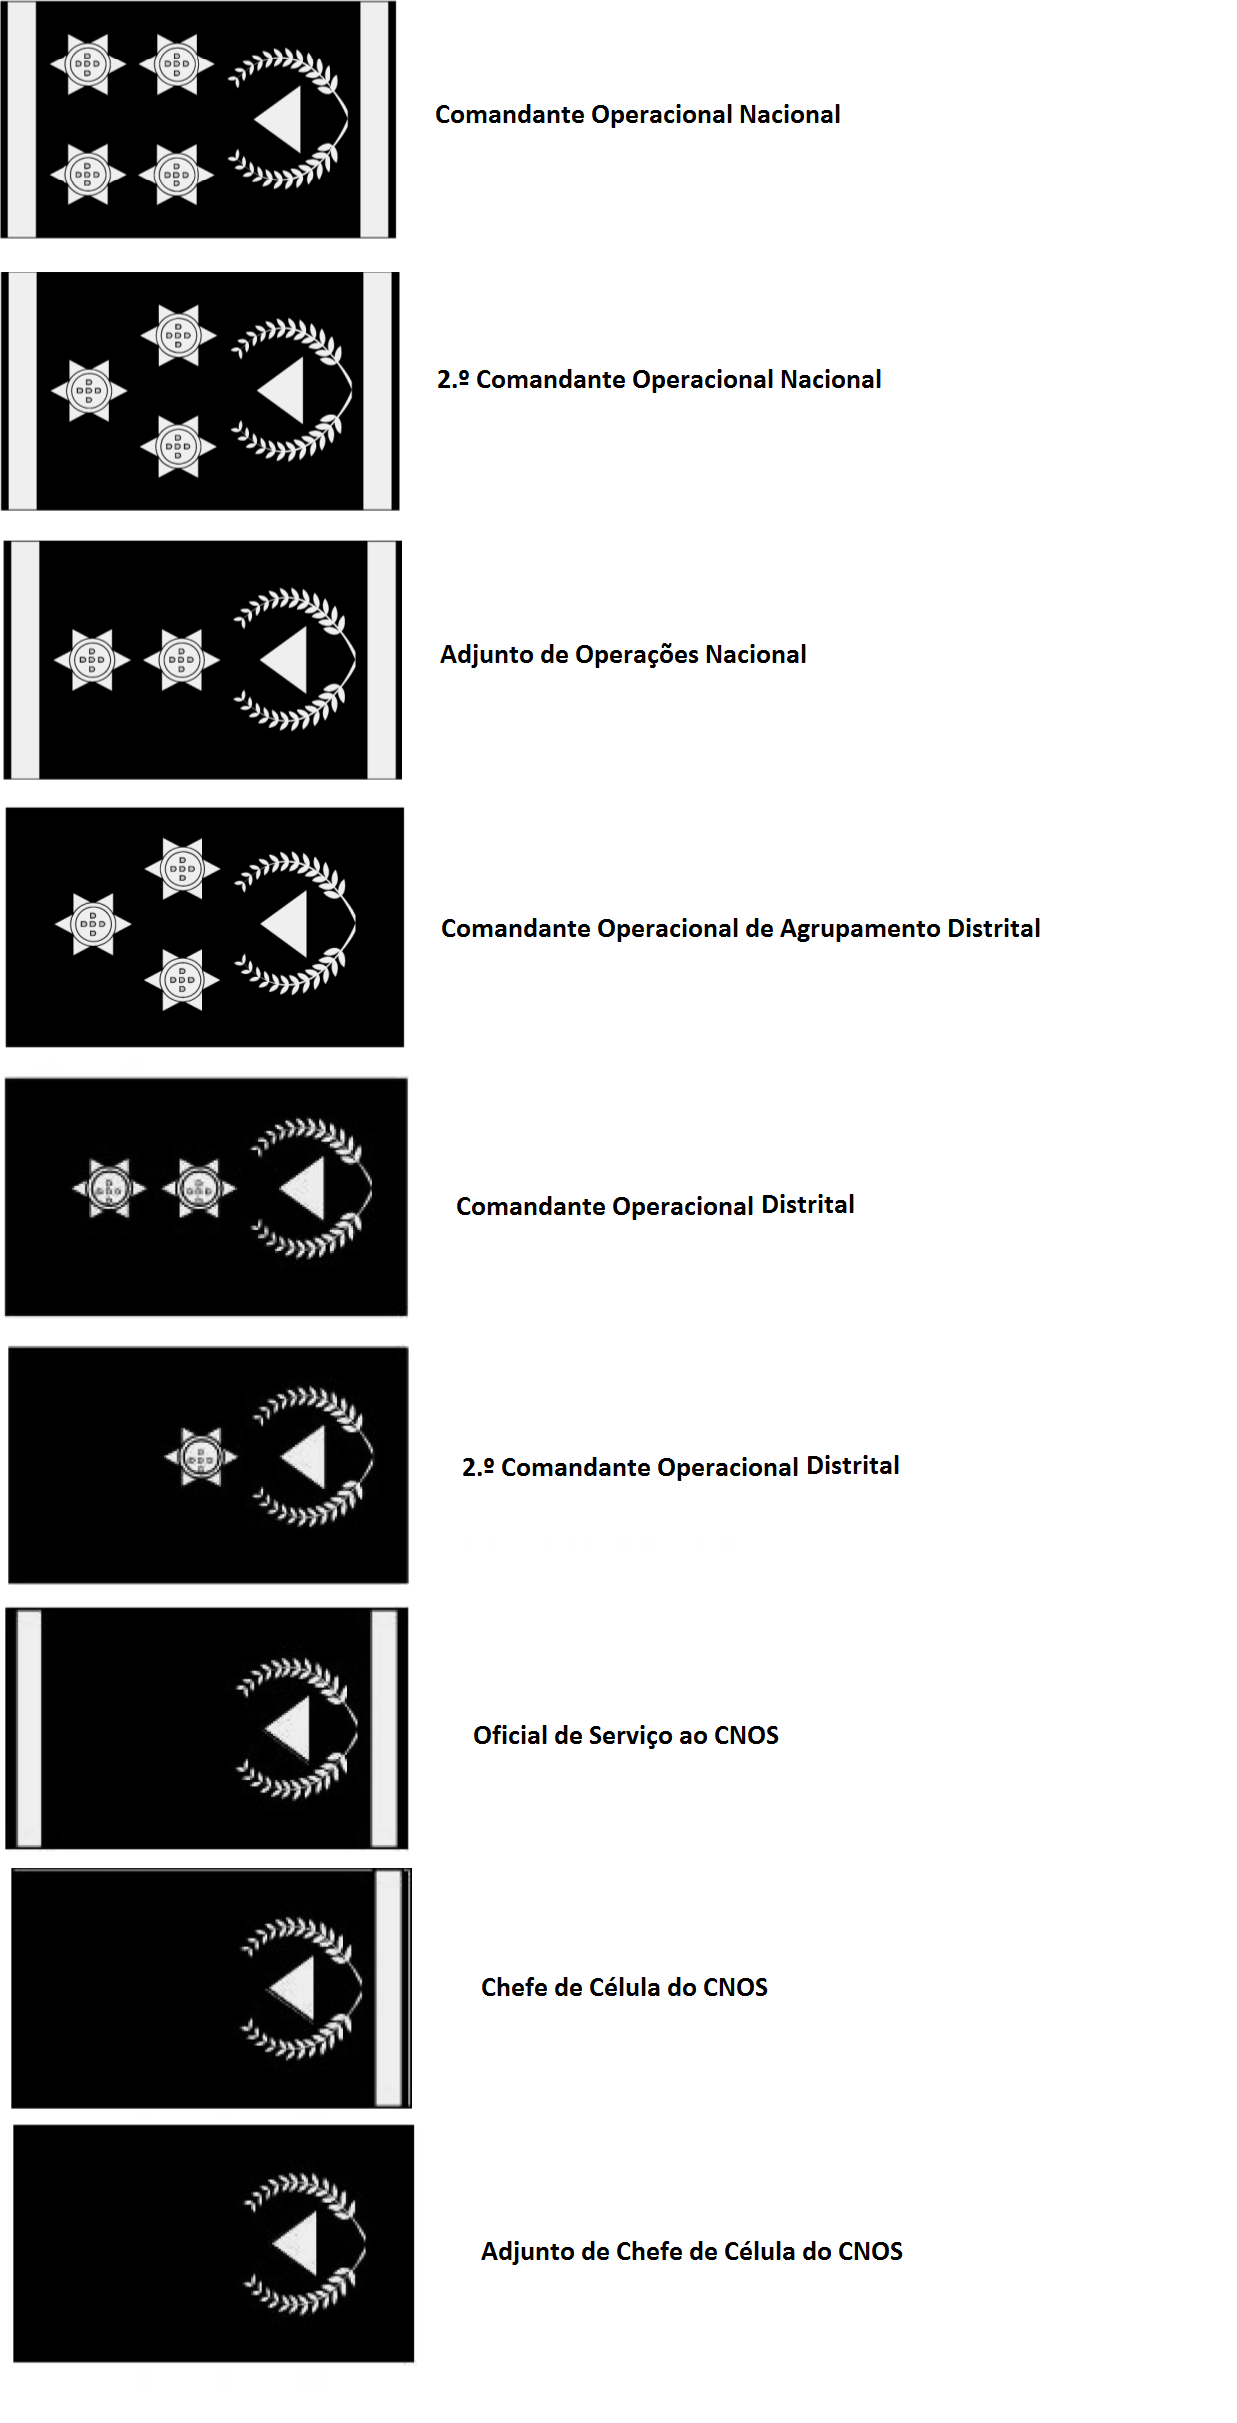 Comandante Operacional Nacional
2.º Comandante Operacional Nacional
Adjunto de Operações Nacional
Comandante Operacional de Agrupamento Distrital
Comandante Operacional Distrital
2.º Comandante Operacional Distrital
Oficial de Serviço ao CNOS
Chefe de Célula do CNOS
Adjunto de Chefe de Célula do CNOS